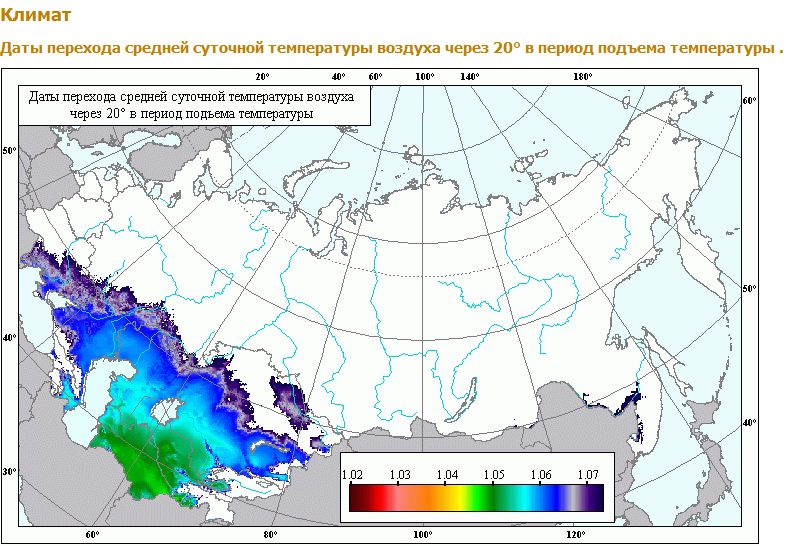 Климат
Даты перехода средней суточной температуры воздуха через 20° в период подъема температуры .
20° 40° 60° 100° 140° 180°
Даты перехода средней суточной температуры воздуха
через 20° в период подъема температуры
60°
50°
50°
40°
40°
30°
1.02 1.03 1.04 1.05 1.06 1.07
60° 80° 100° 120°